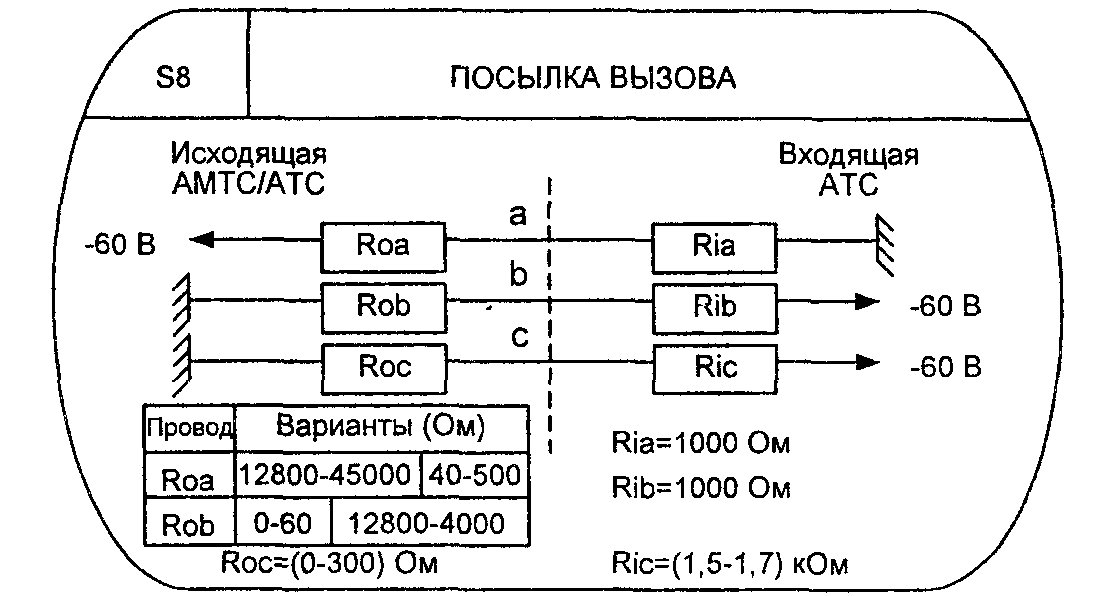 S8 ПОСЫЛКА ВЫЗОВА
Исходящая
АМТС/АТС
Входящая
АТС
-60 В Roa a Ria
Rob b Rib -60 В
Roc c Ric -60 В
Провод Варианты (Ом)
Roa 12800-45000 40-500
Rob 0-60 12800-4000
Roc=(0-300) Ом
Ria=1000 Ом
Rib=1000 Ом
Ric=(1,5-1,7) кОм